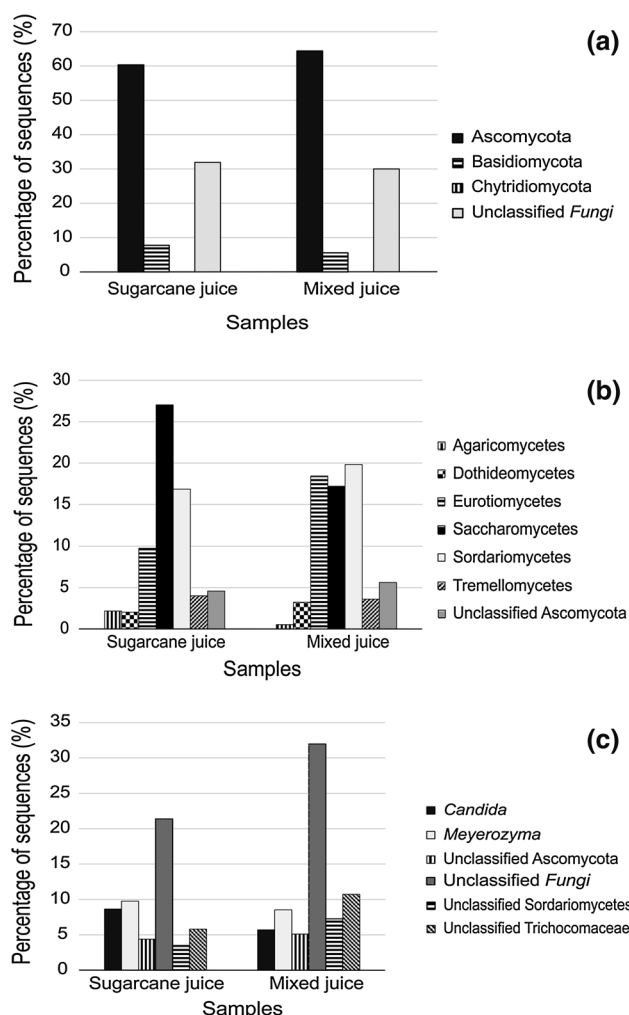 (a)
Percentage of sequences (%)
70
60
50
40
30
20
10
0
Sugarcane juice Mixed juice
Samples
Ascomycota
Basidiomycota
Chytridiomycota
Unclassified Fungi
(b)
Percentage of sequences (%)
30
25
20
15
10
5
0
Sugarcane juice Mixed juice
Samples
Agaricomycetes
Dothideomycetes
Eurotiomycetes
Saccharomycetes
Sordariomycetes
Tremellomycetes
Unclassified Ascomycota
(c)
Percentage of sequences (%)
35
30
25
20
15
10
5
0
Sugarcane juice Mixed juice
Samples
Candida
Meyerozyma
Unclassified Ascomycota
Unclassified Fungi
Unclassified Sordariomycetes
Unclassified Trichocomaceae